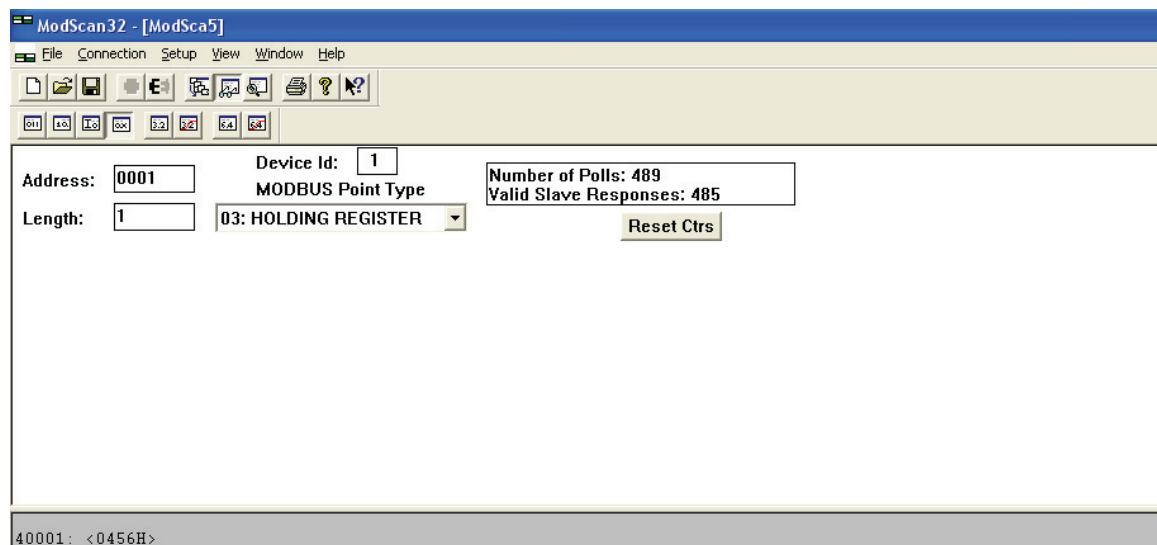 ModScan32 - [ModSca5]
File Connection Setup View Window Help
Device Id: 1
Address: 0001
MODBUS Point Type
Length: 1
03: HOLDING REGISTER
Number of Polls: 489
Valid Slave Responses: 485
Reset Ctrs
40001: <0456H>